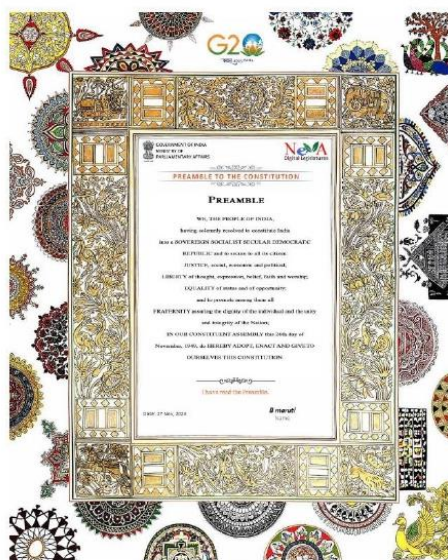 G20
GOVERNMENT OF INDIA
MINISTRY OF
PARLIAMENTARY AFFAIRS
NeVA
Digital Legislatures
PREAMBLE TO THE CONSTITUTION
PREAMBLE
WE, THE PEOPLE OF INDIA,
having solemnly resolved to constitute India
into a SOVEREIGN SOCIALIST SECULAR DEMOCRATIC
REPUBLIC and to secure to all its citizens
JUSTICE, social, economic and political;
LIBERTY of thought, expression, belief, faith and worship;
EQUALITY of status and of opportunity;
and to promote among them all
FRATERNITY assuring the dignity of the individual and the unity
and integrity of the Nation;
IN OUR CONSTITUENT ASSEMBLY this 26th day of
November, 1949, do HEREBY ADOPT, ENACT AND GIVE TO
OURSELVES THIS CONSTITUTION
I have read the Preamble.
B maruti